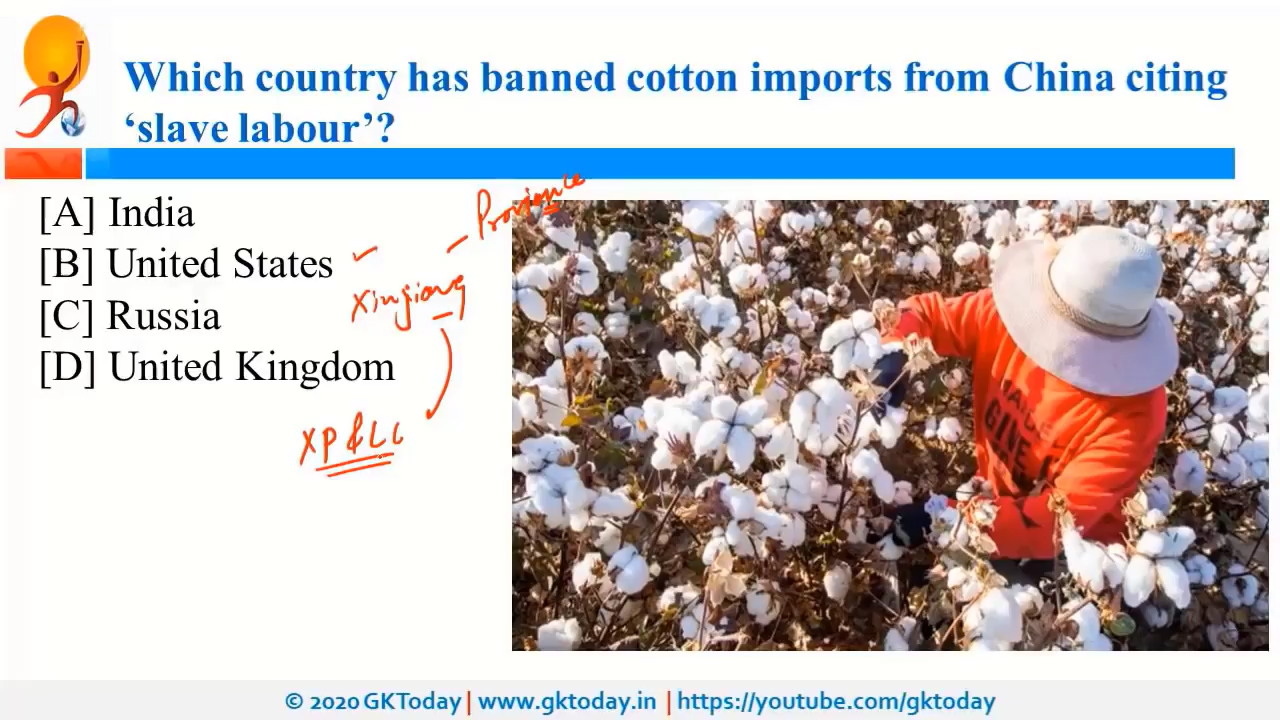 Which country has banned cotton imports from China citing
‘slave labour’?
[A] India
[B] United States
[C] Russia
[D] United Kingdom
Province
Xinjiang
XP & LC
GIVE
© 2020 GKToday | www.gktoday.in | https://youtube.com/gktoday